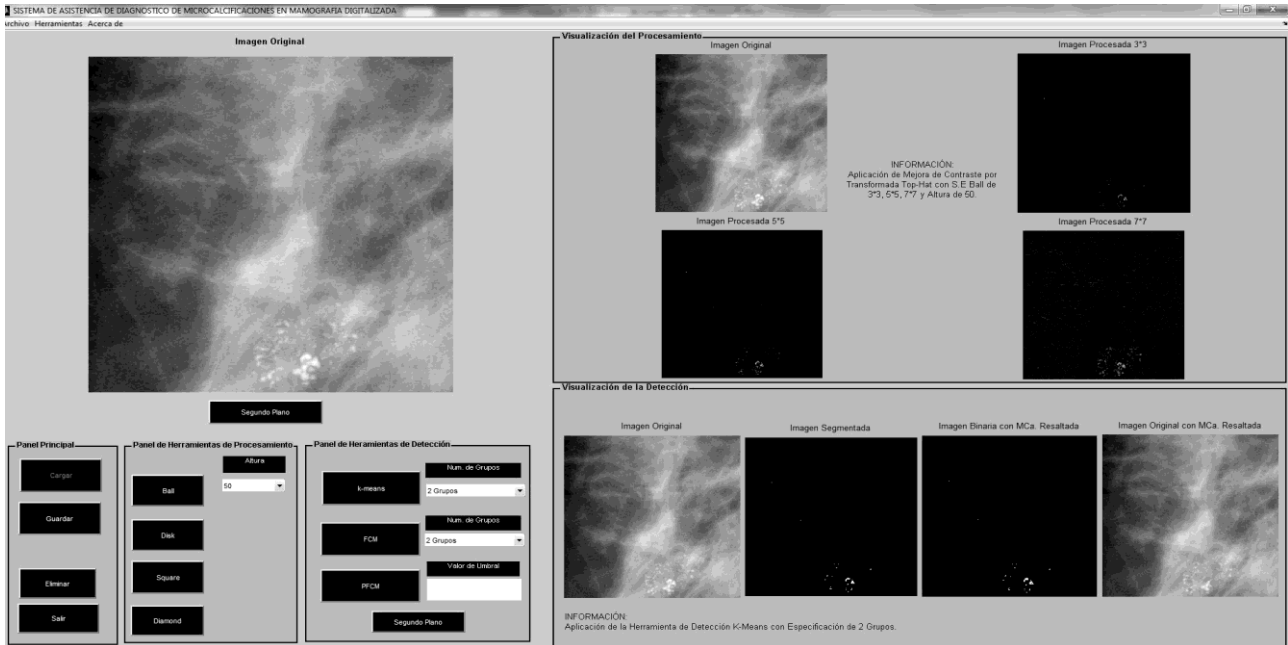 SISTEMA DE ASISTENCIA DE DIAGNOSTICO DE MICROCALCIFICACIONES EN MAMOGRAFIA DIGITALIZADA
Archivo Herramientas Acerca de
Imagen Original
Segundo Plano
Panel Principal
Cargar
Guardar
Eliminar
Salir
Panel de Herramientas de Procesamiento
Altura
50
Ball
Disk
Square
Diamond
Panel de Heramientas de Detección
Num. de Grupos
k-means
2 Grupos
Num. de Grupos
FCM
2 Grupos
Valor de Umbral
PFCM
Segundo Plano
Visualización del Procesamiento
Imagen Original
Imagen Procesada 3*3
INFORMACIÓN:
Aplicación de Mejora de Contraste por
Transformada Top-Hat con S.E Ball de
3*3, 5*5, 7*7 y Altura de 50.
Imagen Procesada 5*5
Imagen Procesada 7*7
Visualización de la Detección
Imagen Original
Imagen Segmentada
Imagen Binaria con MCa. Resaltada
Imagen Original con MCa. Resaltada
INFORMACIÓN:
Aplicación de la Herramienta de Detección K-Means con Especificación de 2 Grupos.